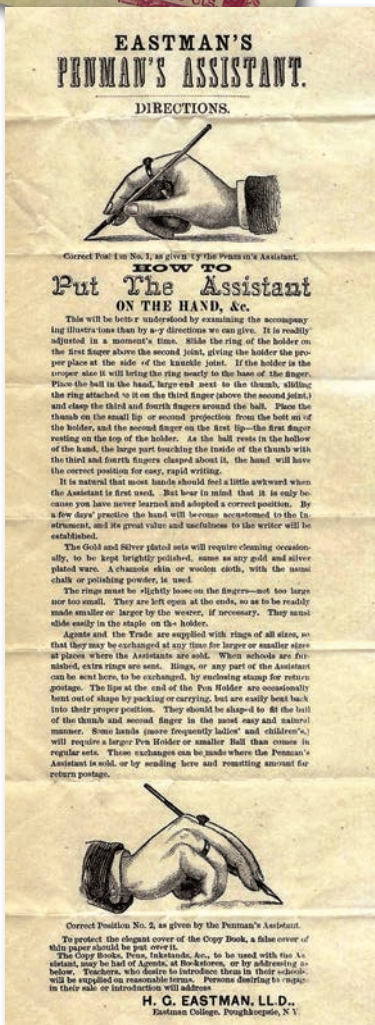 EASTMAN'S
PENMAN'S ASSISTANT.
DIRECTIONS.
Correct Position No. 1, as given by the Penman's Assistant.
HOW TO
Put The Assistant
ON THE HAND, &c.
This will be better understood by examining the accompany
ing illustrations than by a-y directions we can give. It is readily
adjusted in a moment's time. Slide the ring of the holder on
the first finger above the second joint, giving the holder the pro
per place at the side of the knuckle joint. If the holder is the
proper size it will bring the ring nearly to the base of the finger.
Place the ball in the hand, large end next to the thumb, sliding
the ring attached to it on the third finger (above the second joint,)
and clasp the third and fourth fingers around the ball. Place the
thumb on the small lip or second projection from the bottom of
the holder, and the second finger on the first lip—the first finger
resting on the top of the holder. As the ball rests in the hollow
of the hand, the large part touching the inside of the thumb with
the third and fourth fingers clasped about it, the hand will have
the correct position for easy, rapid writing.
It is natural that most hands should feel a little awkward when
the Assistant is first used. But bear in mind that it is only be-
cause you have never learned and adopted a correct position. By
a few days' practice the hand will become accustomed to the in-
strument, and its great value and usefulness to the writer will be
established.
The Gold and Silver plated sets will require cleaning occasion-
ally, to be kept brightly polished, same as any gold and silver
plated ware. A chamois skin or woolen cloth, with the usual
chalk or polishing powder, is used.
The rings must be slightly loose on the fingers—not too large
nor too small. They are left open at the ends, so as to be readily
made smaller or larger by the wearer, if necessary. They must
slide easily in the staple on the holder.
Agents and the Trade are supplied with rings of all sizes, so
that they may be exchanged at any time for larger or smaller sizes
at places where the Assistants are sold. When schools are fur-
nished, extra rings are sent. Rings, or any part of the Assistant
can be sent here, to be exchanged, by enclosing stamp for return
postage. The lips at the end of the Pen Holder are occasionally
bent out of shape by packing or carrying, but are easily bent back
into their proper position. They should be shaped to fit the ball
of the thumb and second finger in the most easy and natural
manner. Some hands (more frequently ladies' and children's,)
will require a larger Pen Holder or smaller Ball than comes in
regular sets. These exchanges can be made where the Penman's
Assistant is sold, or by sending here and remitting amount for
return postage.
Correct Position No. 2, as given by the Penman's Assistant.
To protect the elegant cover of the Copy Book, a false cover of
thin paper should be put over it.
The Copy Books, Pens, Inkstands, &c., to be used with the As
sistant, may be had of Agents, at Bookstores, or by addressing as
below. Teachers, who desire to introduce them in their schools,
will be supplied on reasonable terms. Persons desiring to engage
in their sale or introduction will address
H. G. EASTMAN, LL.D.,
Eastman College, Poughkeepsie, N.Y.